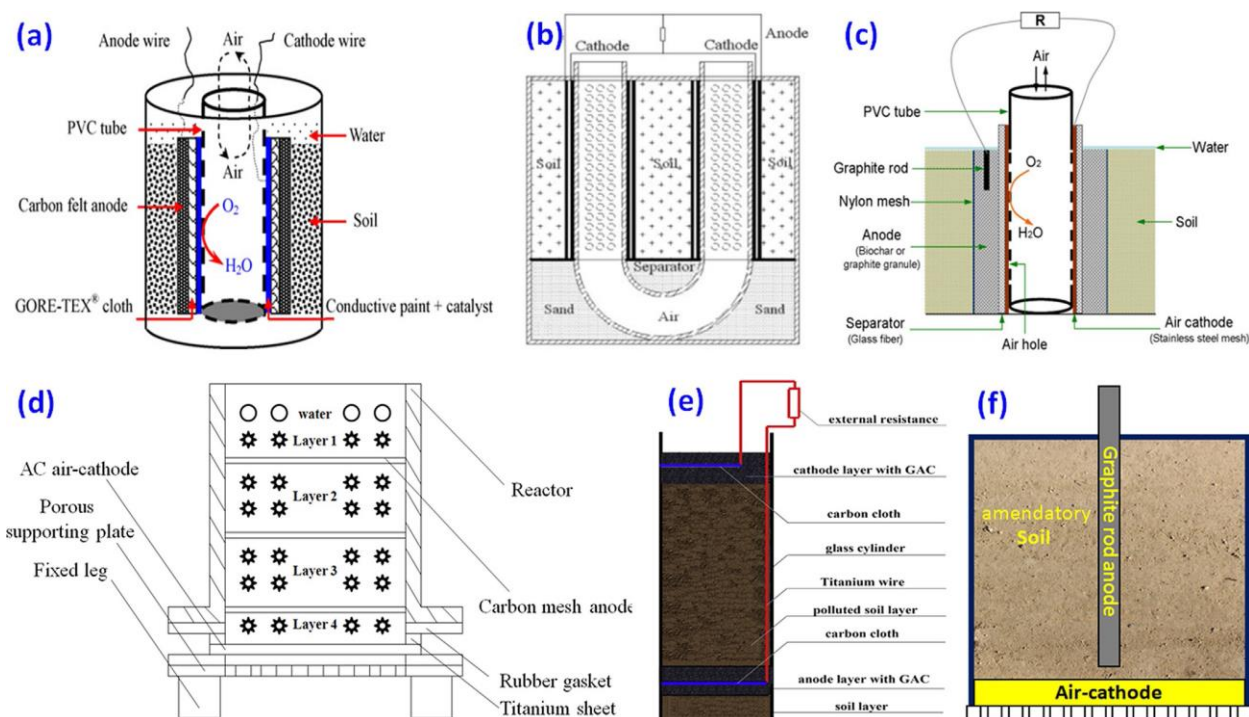 (a)
Anode wire
Air
Cathode wire
PVC tube
Water
Air
Carbon felt anode
O₂
Soil
H₂O
GORE-TEX® cloth
Conductive paint + catalyst
(b)
Anode
Cathode
Cathode
Soil
Soil
Soil
Separator
Sand
Air
Sand
(c)
R
Air
PVC tube
Water
Graphite rod
O₂
Nylon mesh
H₂O
Soil
Anode
(Biochar or
graphite granule)
Separator
(Glass fiber)
Air hole
Air cathode
(Stainless steel mesh)
(d)
water
Layer 1
AC air-cathode
Layer 2
Reactor
Porous
supporting plate
Layer 3
Fixed leg
Carbon mesh anode
Layer 4
Rubber gasket
Titanium sheet
(e)
external resistance
cathode layer with GAC
carbon cloth
glass cylinder
Titanium wire
polluted soil layer
carbon cloth
anode layer with GAC
soil layer
(f)
Graphite rod anode
amendatory
Soil
Air-cathode